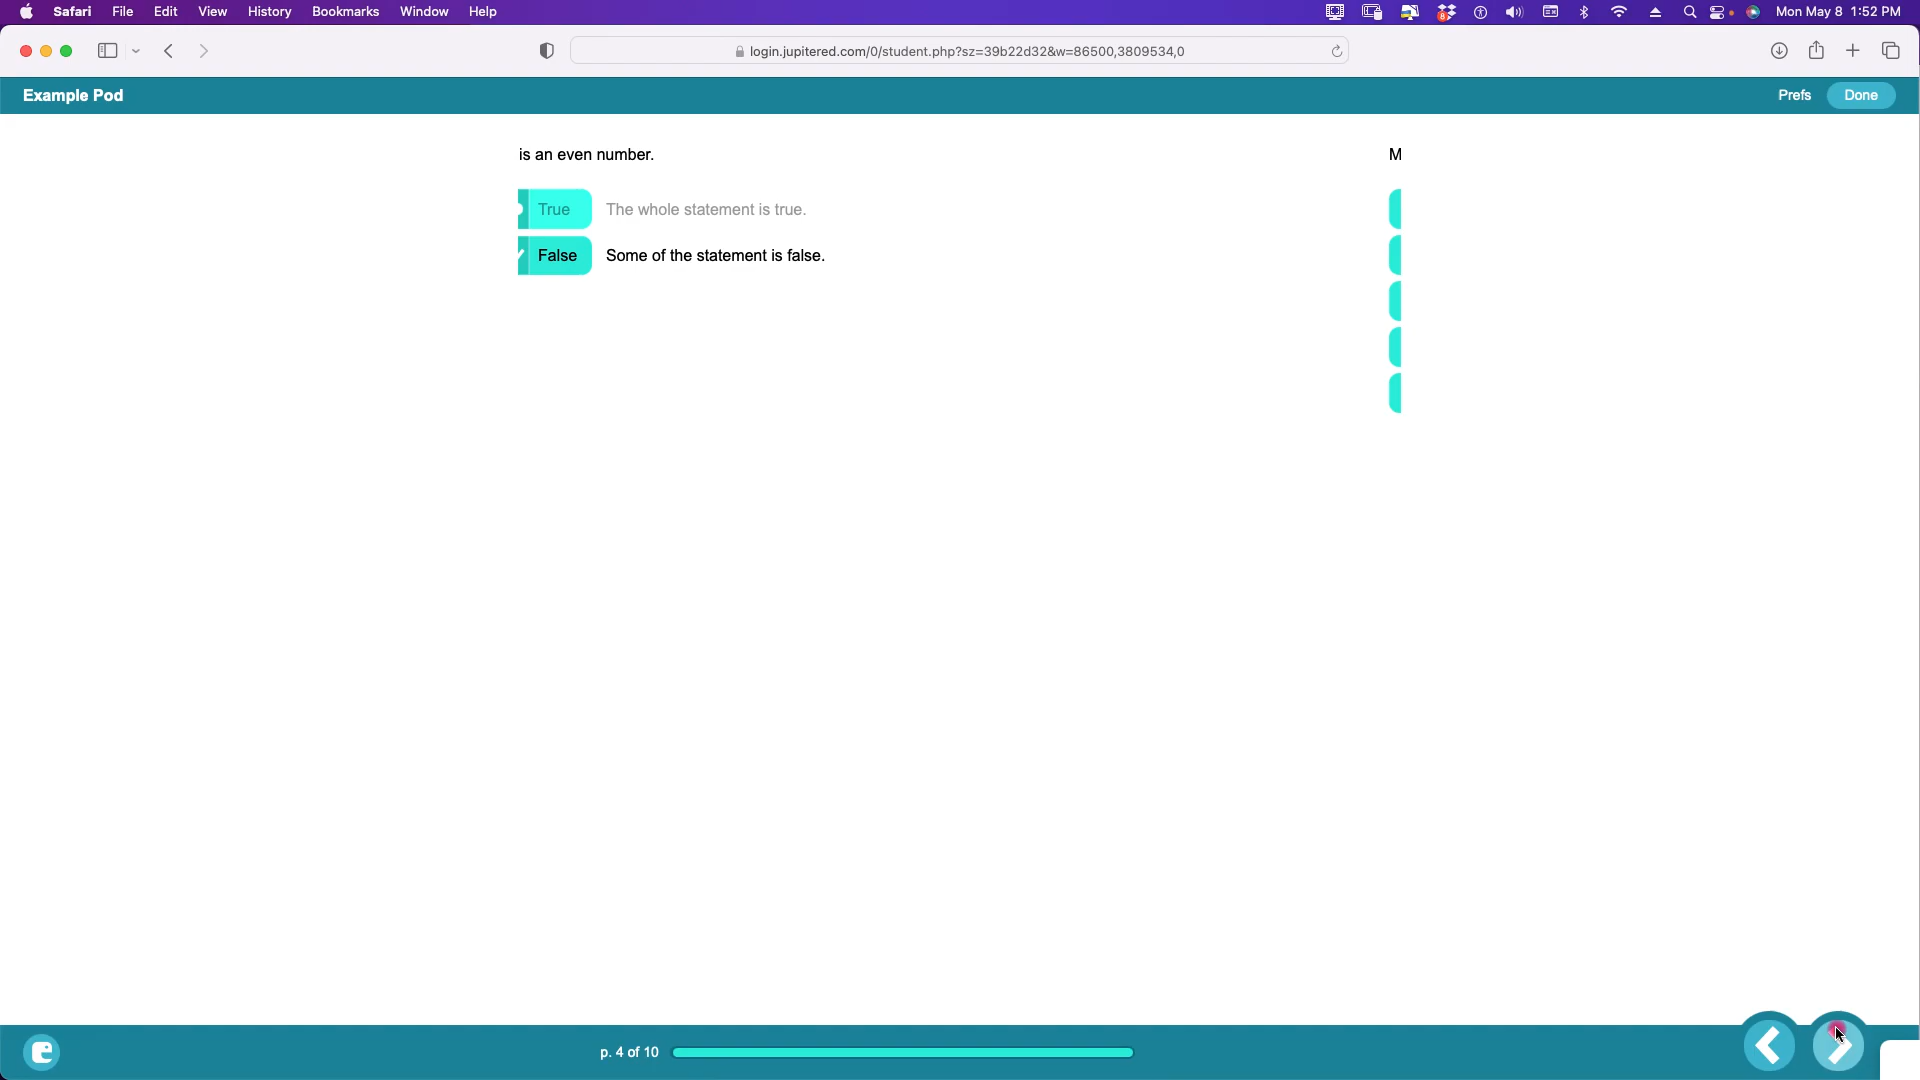 Safari File Edit View History Bookmarks Window Help Mon May 8 1:52 PM
login.jupitered.com/0/student.php?sz=39b22d32&w=86500,3809534,0
Example Pod Prefs Done
is an even number. M
True The whole statement is true.
False Some of the statement is false.
p. 4 of 10